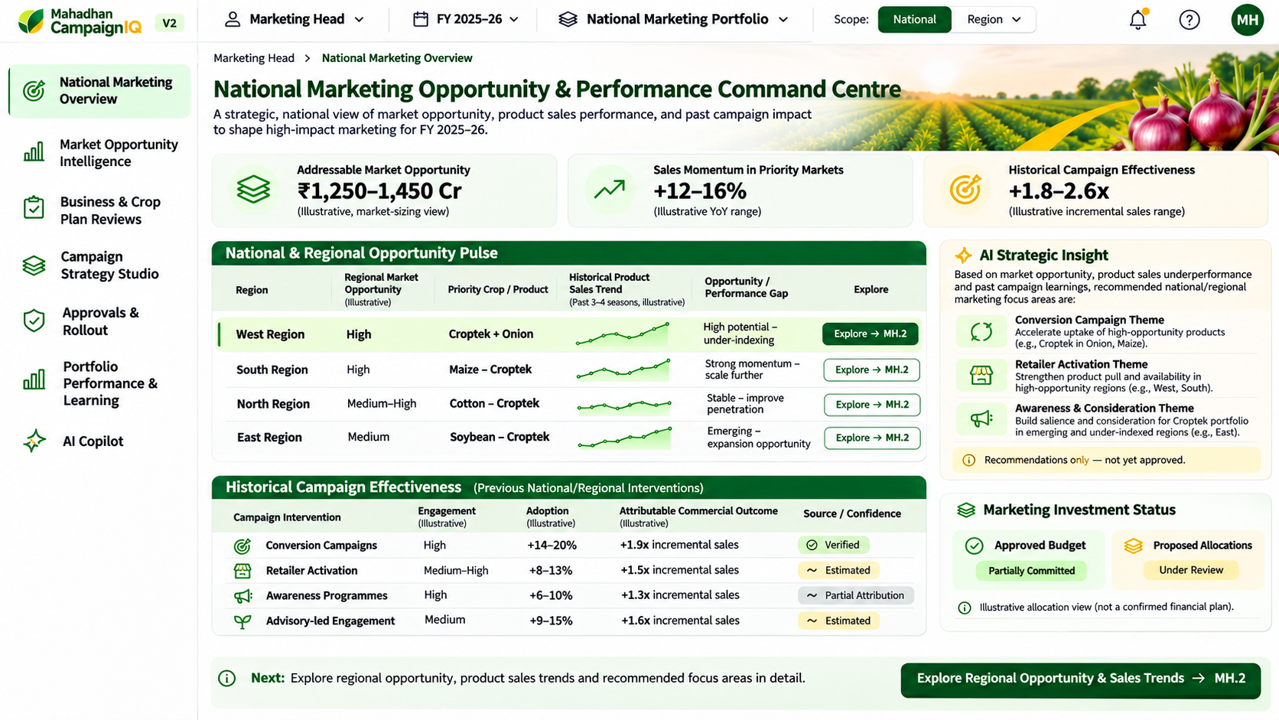 Mahadhan
CampaignIQ
V2
Marketing Head
FY 2025–26
National Marketing Portfolio
Scope:
National
Region
MH
National Marketing
Overview
Market Opportunity
Intelligence
Business & Crop
Plan Reviews
Campaign
Strategy Studio
Approvals &
Rollout
Portfolio
Performance &
Learning
AI Copilot
Marketing Head > National Marketing Overview
National Marketing Opportunity & Performance Command Centre
A strategic, national view of market opportunity, product sales performance, and past campaign impact
to shape high-impact marketing for FY 2025–26.
Addressable Market Opportunity
₹1,250–1,450 Cr
(Illustrative, market-sizing view)
Sales Momentum in Priority Markets
+12–16%
(Illustrative YoY range)
Historical Campaign Effectiveness
+1.8–2.6x
(Illustrative incremental sales range)
National & Regional Opportunity Pulse
Region
Regional Market
Opportunity
(Illustrative)
Priority Crop / Product
Historical Product
Sales Trend
(Past 3–4 seasons, illustrative)
Opportunity /
Performance Gap
Explore
West Region
High
Croptek + Onion
High potential –
under-indexing
Explore → MH.2
South Region
High
Maize – Croptek
Strong momentum –
scale further
Explore → MH.2
North Region
Medium–High
Cotton – Croptek
Stable – improve
penetration
Explore → MH.2
East Region
Medium
Soybean – Croptek
Emerging –
expansion opportunity
Explore → MH.2
Historical Campaign Effectiveness (Previous National/Regional Interventions)
Campaign Intervention
Engagement
(Illustrative)
Adoption
(Illustrative)
Attributable Commercial Outcome
(Illustrative)
Source / Confidence
Conversion Campaigns
High
+14–20%
+1.9x incremental sales
Verified
Retailer Activation
Medium–High
+8–13%
+1.5x incremental sales
~ Estimated
Awareness Programmes
High
+6–10%
+1.3x incremental sales
~ Partial Attribution
Advisory-led Engagement
Medium
+9–15%
+1.6x incremental sales
~ Estimated
AI Strategic Insight
Based on market opportunity, product sales underperformance
and past campaign learnings, recommended national/regional
marketing focus areas are:
Conversion Campaign Theme
Accelerate uptake of high-opportunity products
(e.g., Croptek in Onion, Maize).
Retailer Activation Theme
Strengthen product pull and availability in
high-opportunity regions (e.g., West, South).
Awareness & Consideration Theme
Build salience and consideration for Croptek portfolio
in emerging and under-indexed regions (e.g., East).
Recommendations only — not yet approved.
Marketing Investment Status
Approved Budget
Partially Committed
Proposed Allocations
Under Review
Illustrative allocation view (not a confirmed financial plan).
Next: Explore regional opportunity, product sales trends and recommended focus areas in detail.
Explore Regional Opportunity & Sales Trends → MH.2